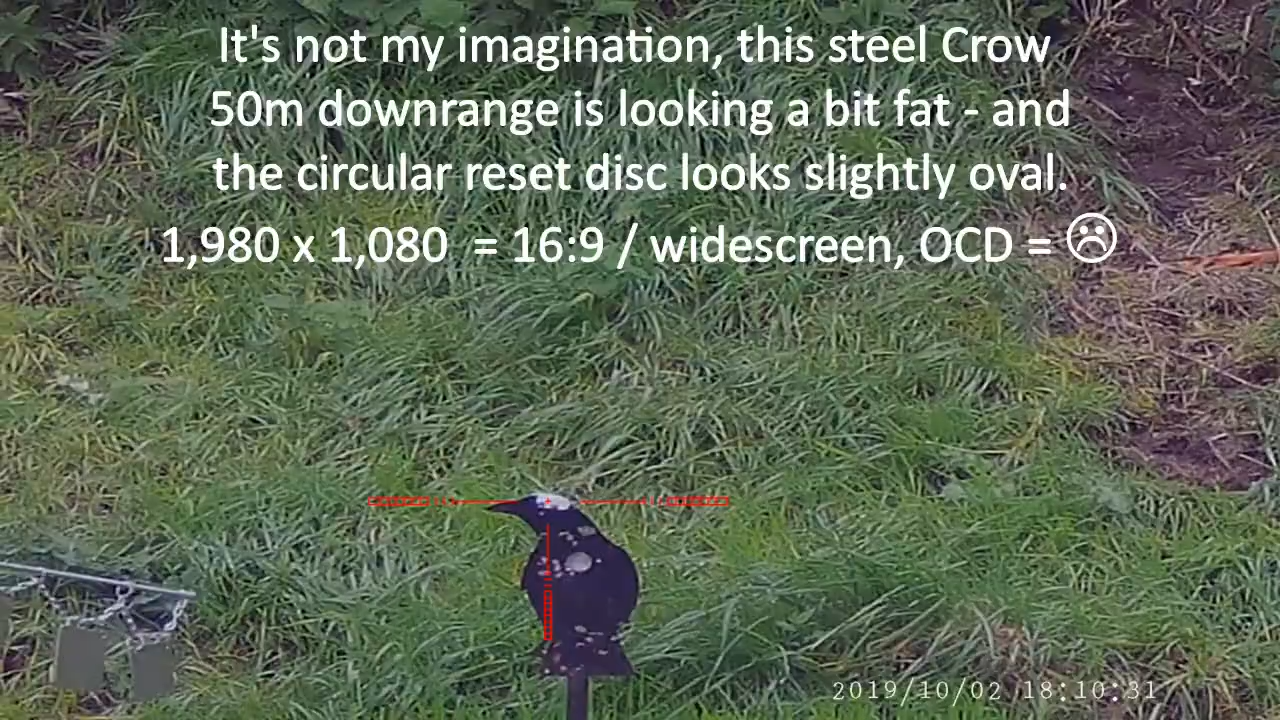 It's not my imagination, this steel Crow
50m downrange is looking a bit fat - and
the circular reset disc looks slightly oval.
1,980 x 1,080 = 16:9 / widescreen, OCD = ☹
2019/10/02 18:10:31